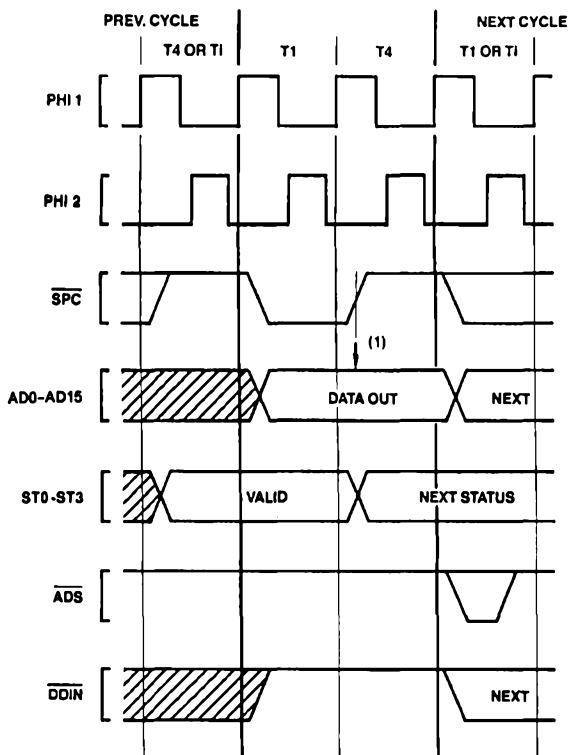 PREV. CYCLE NEXT CYCLE
T4 OR Ti T1 T4 T1 OR Ti
PHI 1
PHI 2
SPC
(1)
AD0-AD15 DATA OUT NEXT
ST0-ST3 VALID NEXT STATUS
ADS
DDIN NEXT